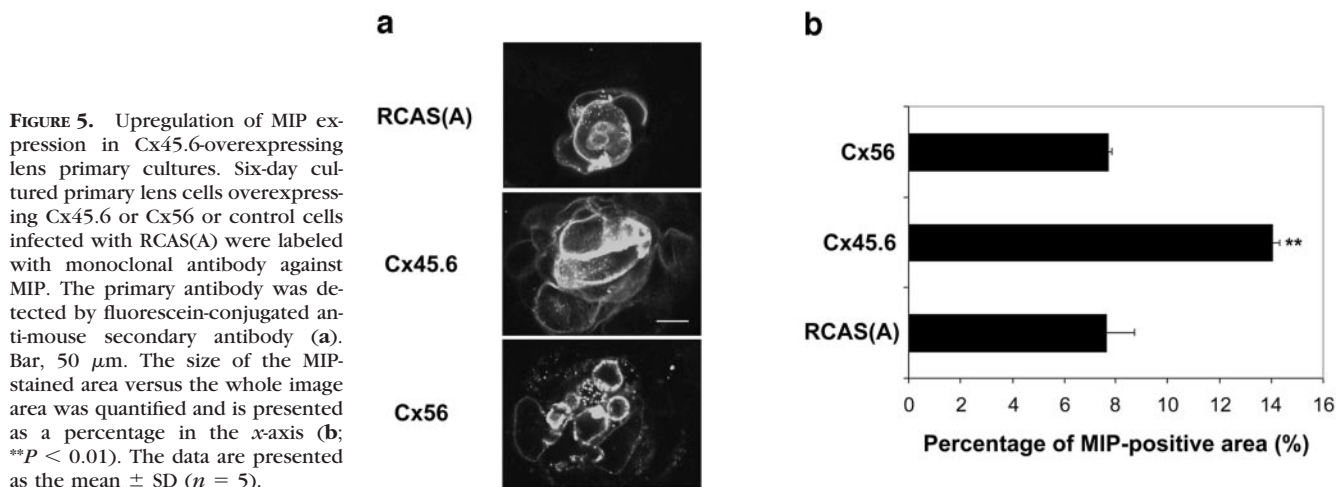 FIGURE 5. Upregulation of MIP ex-
pression in Cx45.6-overexpressing
lens primary cultures. Six-day cul-
tured primary lens cells overexpress-
ing Cx45.6 or Cx56 or control cells
infected with RCAS(A) were labeled
with monoclonal antibody against
MIP. The primary antibody was de-
tected by fluorescein-conjugated an-
ti-mouse secondary antibody (a).
Bar, 50 μm. The size of the MIP-
stained area versus the whole image
area was quantified and is presented
as a percentage in the x-axis (b;
**P < 0.01). The data are presented
as the mean ± SD (n = 5).
a
RCAS(A)
Cx45.6
Cx56
b
Cx56
Cx45.6
**
RCAS(A)
0 2 4 6 8 10 12 14 16
Percentage of MIP-positive area (%)